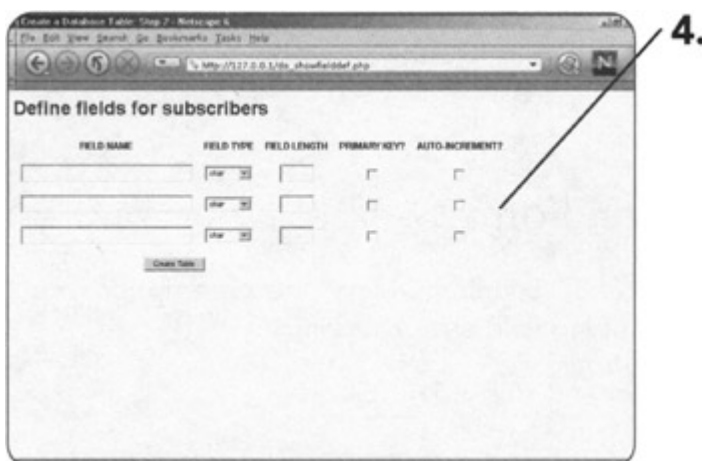 Create a Database Table: Step 2 - Netscape 6
File Edit View Search Go Bookmarks Tasks Help
http://127.0.0.1/do_showfielddef.php
N
4.
Define fields for subscribers
FIELD NAME FIELD TYPE FIELD LENGTH PRIMARY KEY? AUTO-INCREMENT?
char
char
char
Create Table